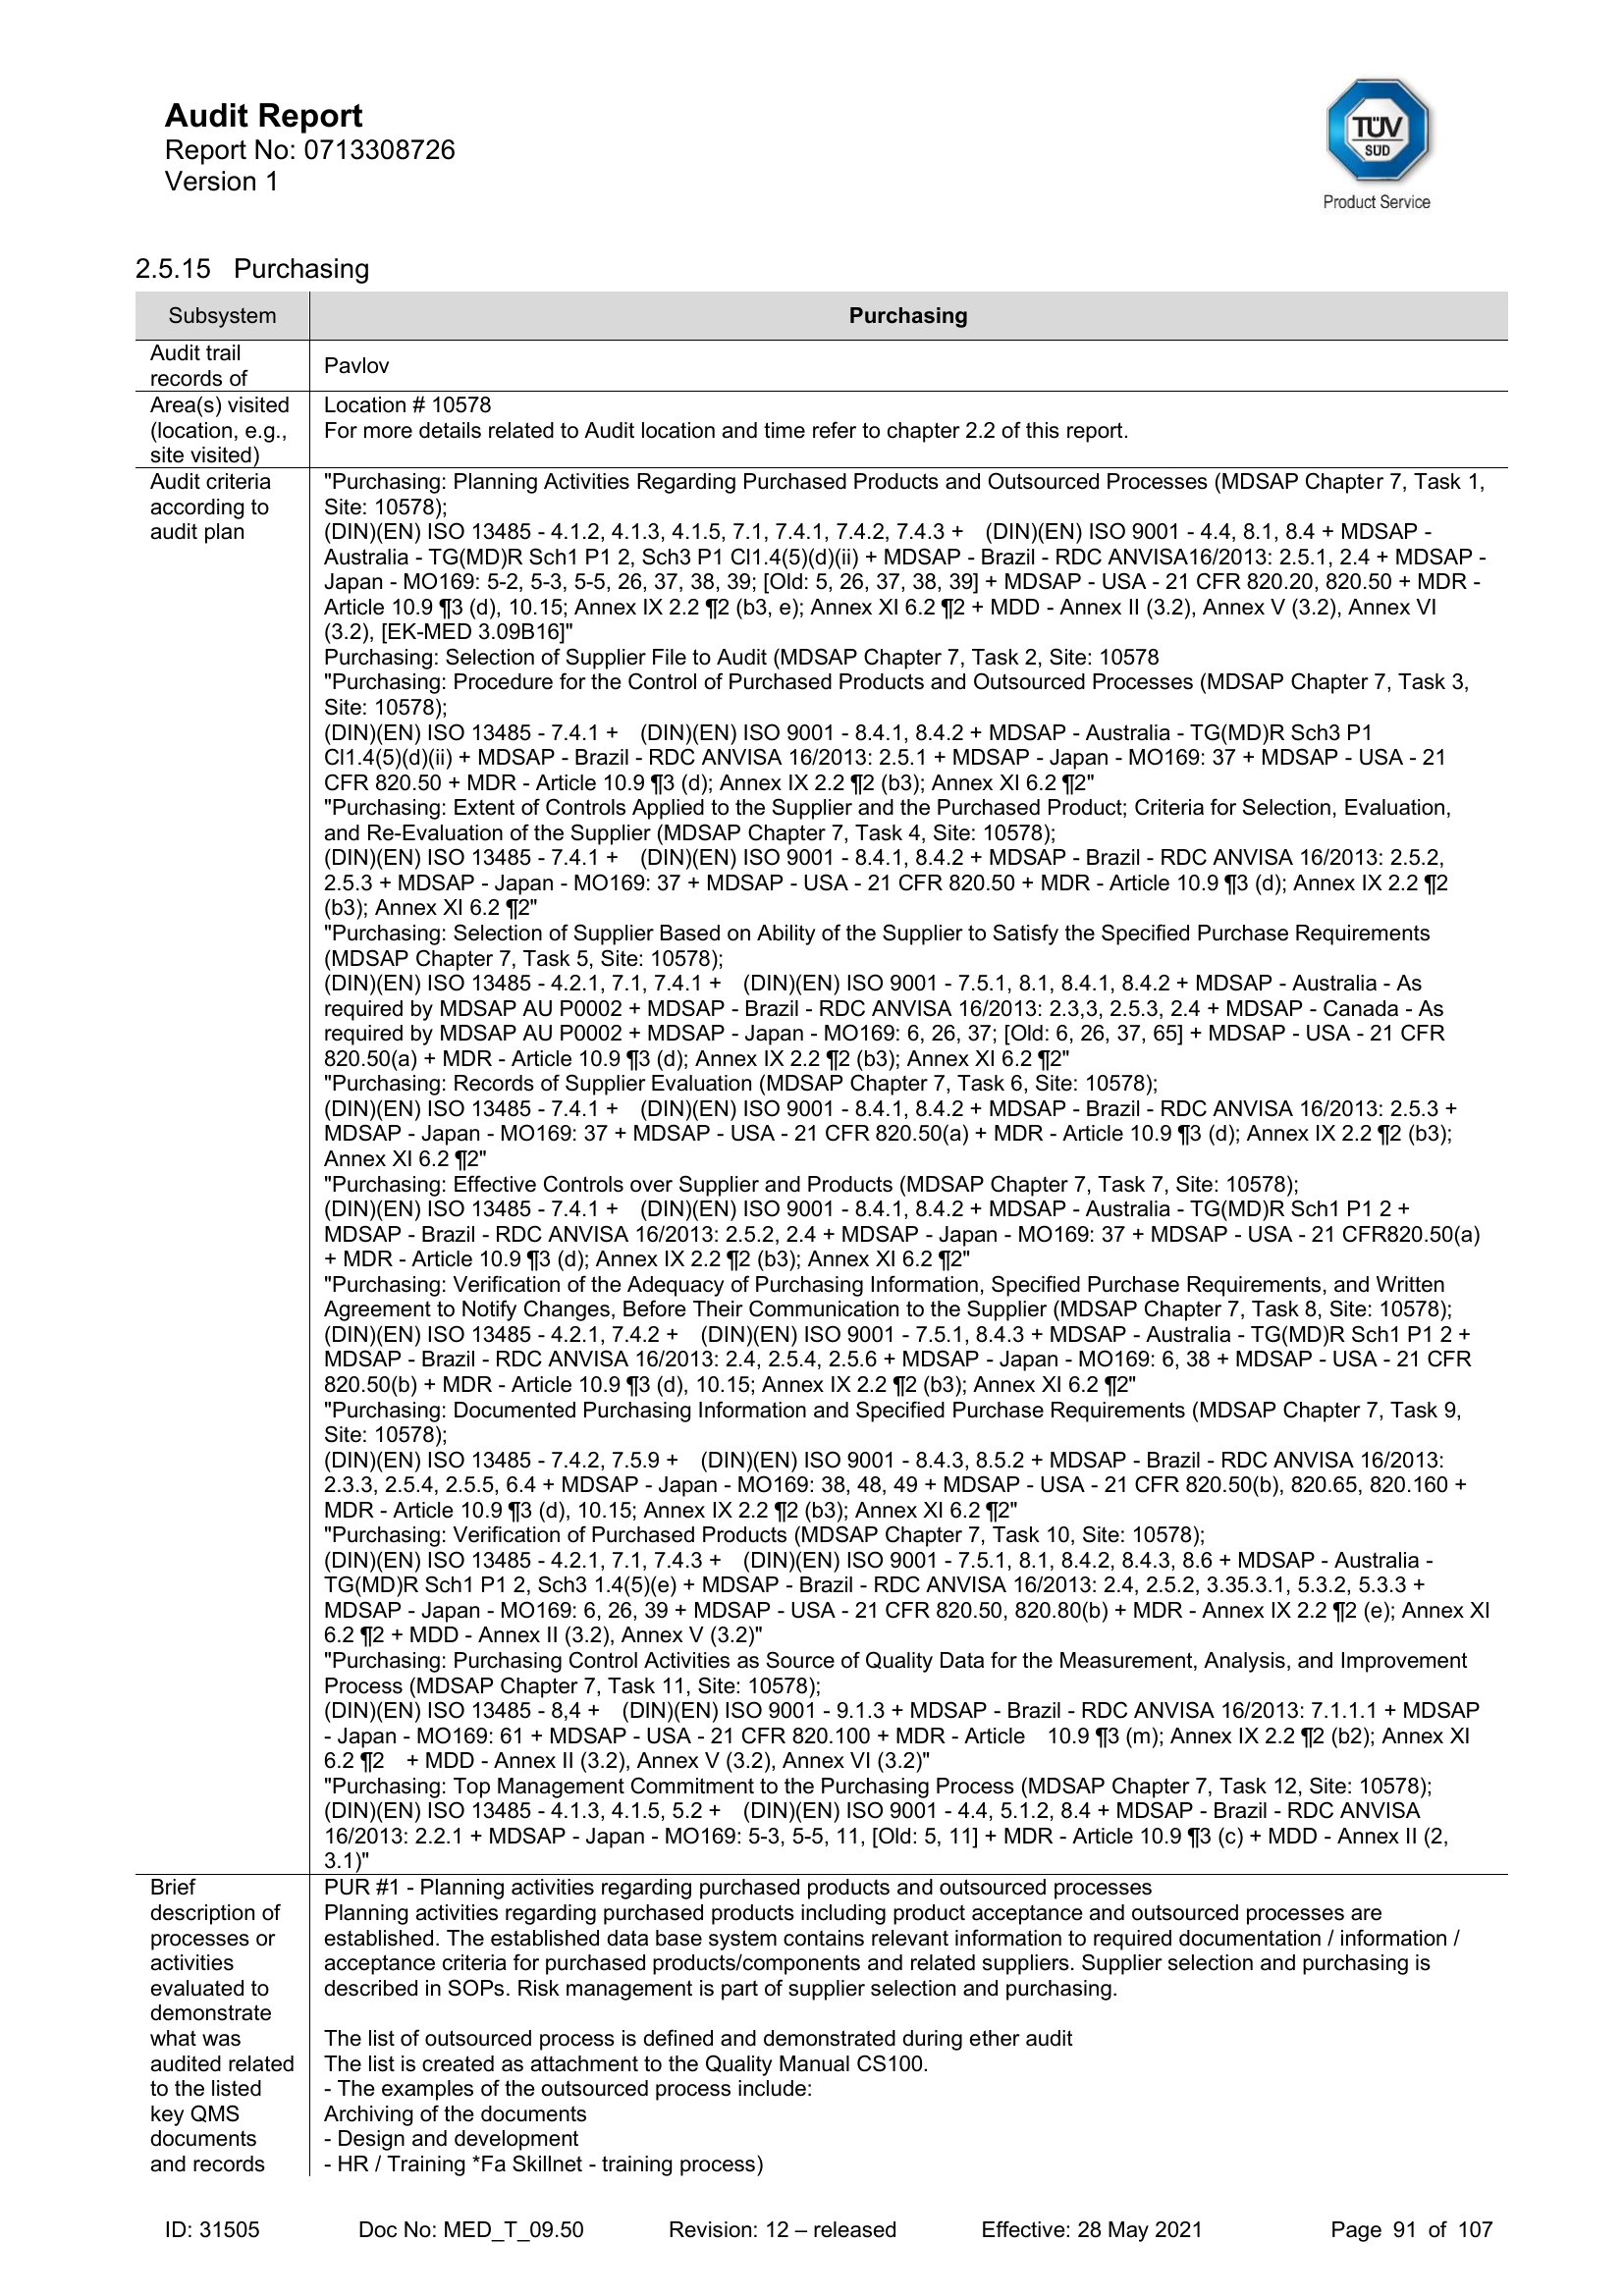 Audit Report
Report No: 0713308726
Version 1
TÜV
SÜD
Product Service
2.5.15 Purchasing
Subsystem
Purchasing
Audit trail
records of
Pavlov
Area(s) visited
(location, e.g.,
site visited)
Location # 10578
For more details related to Audit location and time refer to chapter 2.2 of this report.
Audit criteria
according to
audit plan
"Purchasing: Planning Activities Regarding Purchased Products and Outsourced Processes (MDSAP Chapter 7, Task 1,
Site: 10578);
(DIN)(EN) ISO 13485 - 4.1.2, 4.1.3, 4.1.5, 7.1, 7.4.1, 7.4.2, 7.4.3 + (DIN)(EN) ISO 9001 - 4.4, 8.1, 8.4 + MDSAP -
Australia - TG(MD)R Sch1 P1 2, Sch3 P1 Cl1.4(5)(d)(ii) + MDSAP - Brazil - RDC ANVISA16/2013: 2.5.1, 2.4 + MDSAP -
Japan - MO169: 5-2, 5-3, 5-5, 26, 37, 38, 39; [Old: 5, 26, 37, 38, 39] + MDSAP - USA - 21 CFR 820.20, 820.50 + MDR -
Article 10.9 ¶3 (d), 10.15; Annex IX 2.2 ¶2 (b3, e); Annex XI 6.2 ¶2 + MDD - Annex II (3.2), Annex V (3.2), Annex VI
(3.2), [EK-MED 3.09B16]"
Purchasing: Selection of Supplier File to Audit (MDSAP Chapter 7, Task 2, Site: 10578
"Purchasing: Procedure for the Control of Purchased Products and Outsourced Processes (MDSAP Chapter 7, Task 3,
Site: 10578);
(DIN)(EN) ISO 13485 - 7.4.1 + (DIN)(EN) ISO 9001 - 8.4.1, 8.4.2 + MDSAP - Australia - TG(MD)R Sch3 P1
Cl1.4(5)(d)(ii) + MDSAP - Brazil - RDC ANVISA 16/2013: 2.5.1 + MDSAP - Japan - MO169: 37 + MDSAP - USA - 21
CFR 820.50 + MDR - Article 10.9 ¶3 (d); Annex IX 2.2 ¶2 (b3); Annex XI 6.2 ¶2"
"Purchasing: Extent of Controls Applied to the Supplier and the Purchased Product; Criteria for Selection, Evaluation,
and Re-Evaluation of the Supplier (MDSAP Chapter 7, Task 4, Site: 10578);
(DIN)(EN) ISO 13485 - 7.4.1 + (DIN)(EN) ISO 9001 - 8.4.1, 8.4.2 + MDSAP - Brazil - RDC ANVISA 16/2013: 2.5.2,
2.5.3 + MDSAP - Japan - MO169: 37 + MDSAP - USA - 21 CFR 820.50 + MDR - Article 10.9 ¶3 (d); Annex IX 2.2 ¶2
(b3); Annex XI 6.2 ¶2"
"Purchasing: Selection of Supplier Based on Ability of the Supplier to Satisfy the Specified Purchase Requirements
(MDSAP Chapter 7, Task 5, Site: 10578);
(DIN)(EN) ISO 13485 - 4.2.1, 7.1, 7.4.1 + (DIN)(EN) ISO 9001 - 7.5.1, 8.1, 8.4.1, 8.4.2 + MDSAP - Australia - As
required by MDSAP AU P0002 + MDSAP - Brazil - RDC ANVISA 16/2013: 2.3,3, 2.5.3, 2.4 + MDSAP - Canada - As
required by MDSAP AU P0002 + MDSAP - Japan - MO169: 6, 26, 37; [Old: 6, 26, 37, 65] + MDSAP - USA - 21 CFR
820.50(a) + MDR - Article 10.9 ¶3 (d); Annex IX 2.2 ¶2 (b3); Annex XI 6.2 ¶2"
"Purchasing: Records of Supplier Evaluation (MDSAP Chapter 7, Task 6, Site: 10578);
(DIN)(EN) ISO 13485 - 7.4.1 + (DIN)(EN) ISO 9001 - 8.4.1, 8.4.2 + MDSAP - Brazil - RDC ANVISA 16/2013: 2.5.3 +
MDSAP - Japan - MO169: 37 + MDSAP - USA - 21 CFR 820.50(a) + MDR - Article 10.9 ¶3 (d); Annex IX 2.2 ¶2 (b3);
Annex XI 6.2 ¶2"
"Purchasing: Effective Controls over Supplier and Products (MDSAP Chapter 7, Task 7, Site: 10578);
(DIN)(EN) ISO 13485 - 7.4.1 + (DIN)(EN) ISO 9001 - 8.4.1, 8.4.2 + MDSAP - Australia - TG(MD)R Sch1 P1 2 +
MDSAP - Brazil - RDC ANVISA 16/2013: 2.5.2, 2.4 + MDSAP - Japan - MO169: 37 + MDSAP - USA - 21 CFR820.50(a)
+ MDR - Article 10.9 ¶3 (d); Annex IX 2.2 ¶2 (b3); Annex XI 6.2 ¶2"
"Purchasing: Verification of the Adequacy of Purchasing Information, Specified Purchase Requirements, and Written
Agreement to Notify Changes, Before Their Communication to the Supplier (MDSAP Chapter 7, Task 8, Site: 10578);
(DIN)(EN) ISO 13485 - 4.2.1, 7.4.2 + (DIN)(EN) ISO 9001 - 7.5.1, 8.4.3 + MDSAP - Australia - TG(MD)R Sch1 P1 2 +
MDSAP - Brazil - RDC ANVISA 16/2013: 2.4, 2.5.4, 2.5.6 + MDSAP - Japan - MO169: 6, 38 + MDSAP - USA - 21 CFR
820.50(b) + MDR - Article 10.9 ¶3 (d), 10.15; Annex IX 2.2 ¶2 (b3); Annex XI 6.2 ¶2"
"Purchasing: Documented Purchasing Information and Specified Purchase Requirements (MDSAP Chapter 7, Task 9,
Site: 10578);
(DIN)(EN) ISO 13485 - 7.4.2, 7.5.9 + (DIN)(EN) ISO 9001 - 8.4.3, 8.5.2 + MDSAP - Brazil - RDC ANVISA 16/2013:
2.3.3, 2.5.4, 2.5.5, 6.4 + MDSAP - Japan - MO169: 38, 48, 49 + MDSAP - USA - 21 CFR 820.50(b), 820.65, 820.160 +
MDR - Article 10.9 ¶3 (d), 10.15; Annex IX 2.2 ¶2 (b3); Annex XI 6.2 ¶2"
"Purchasing: Verification of Purchased Products (MDSAP Chapter 7, Task 10, Site: 10578);
(DIN)(EN) ISO 13485 - 4.2.1, 7.1, 7.4.3 + (DIN)(EN) ISO 9001 - 7.5.1, 8.1, 8.4.2, 8.4.3, 8.6 + MDSAP - Australia -
TG(MD)R Sch1 P1 2, Sch3 1.4(5)(e) + MDSAP - Brazil - RDC ANVISA 16/2013: 2.4, 2.5.2, 3.35.3.1, 5.3.2, 5.3.3 +
MDSAP - Japan - MO169: 6, 26, 39 + MDSAP - USA - 21 CFR 820.50, 820.80(b) + MDR - Annex IX 2.2 ¶2 (e); Annex XI
6.2 ¶2 + MDD - Annex II (3.2), Annex V (3.2)"
"Purchasing: Purchasing Control Activities as Source of Quality Data for the Measurement, Analysis, and Improvement
Process (MDSAP Chapter 7, Task 11, Site: 10578);
(DIN)(EN) ISO 13485 - 8,4 + (DIN)(EN) ISO 9001 - 9.1.3 + MDSAP - Brazil - RDC ANVISA 16/2013: 7.1.1.1 + MDSAP
- Japan - MO169: 61 + MDSAP - USA - 21 CFR 820.100 + MDR - Article 10.9 ¶3 (m); Annex IX 2.2 ¶2 (b2); Annex XI
6.2 ¶2 + MDD - Annex II (3.2), Annex V (3.2), Annex VI (3.2)"
"Purchasing: Top Management Commitment to the Purchasing Process (MDSAP Chapter 7, Task 12, Site: 10578);
(DIN)(EN) ISO 13485 - 4.1.3, 4.1.5, 5.2 + (DIN)(EN) ISO 9001 - 4.4, 5.1.2, 8.4 + MDSAP - Brazil - RDC ANVISA
16/2013: 2.2.1 + MDSAP - Japan - MO169: 5-3, 5-5, 11, [Old: 5, 11] + MDR - Article 10.9 ¶3 (c) + MDD - Annex II (2,
3.1)"
Brief
description of
processes or
activities
evaluated to
demonstrate
what was
audited related
to the listed
key QMS
documents
and records
PUR #1 - Planning activities regarding purchased products and outsourced processes
Planning activities regarding purchased products including product acceptance and outsourced processes are
established. The established data base system contains relevant information to required documentation / information /
acceptance criteria for purchased products/components and related suppliers. Supplier selection and purchasing is
described in SOPs. Risk management is part of supplier selection and purchasing.
The list of outsourced process is defined and demonstrated during ether audit
The list is created as attachment to the Quality Manual CS100.
- The examples of the outsourced process include:
Archiving of the documents
- Design and development
- HR / Training *Fa Skillnet - training process)
ID: 31505 Doc No: MED_T_09.50 Revision: 12 – released Effective: 28 May 2021 Page 91 of 107